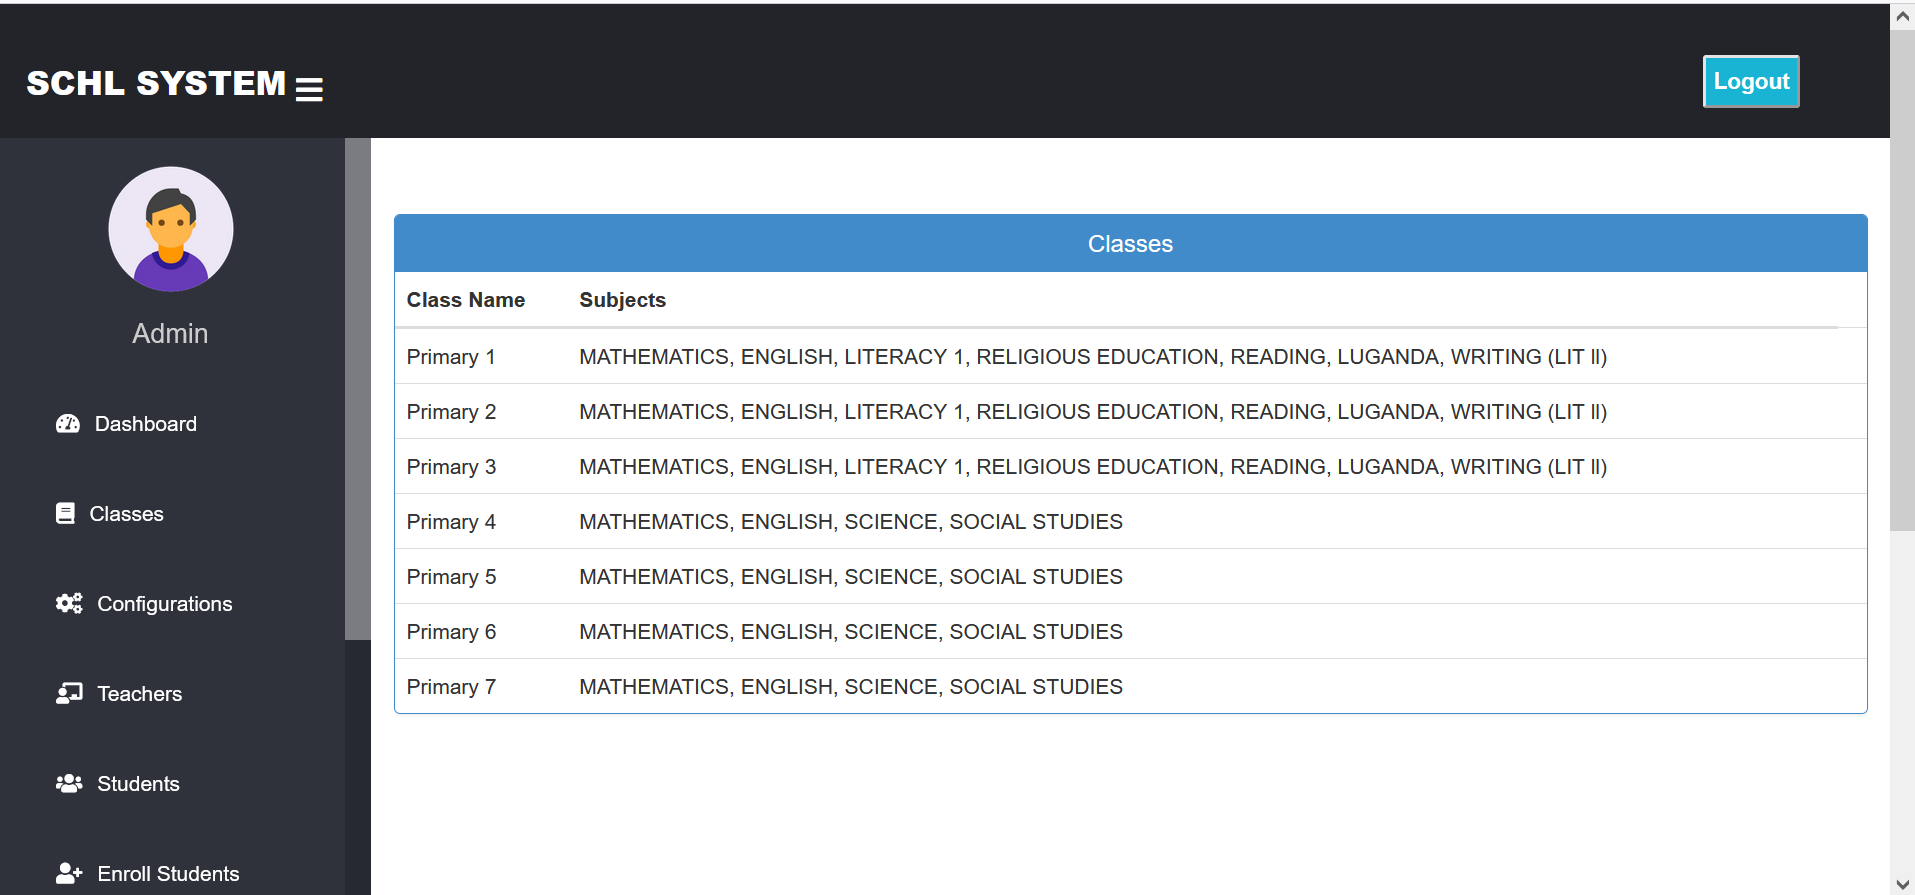 SCHL SYSTEM
Logout
Admin
Dashboard
Classes
Configurations
Teachers
Students
Enroll Students
Classes
Class Name Subjects
Primary 1 MATHEMATICS, ENGLISH, LITERACY 1, RELIGIOUS EDUCATION, READING, LUGANDA, WRITING (LIT II)
Primary 2 MATHEMATICS, ENGLISH, LITERACY 1, RELIGIOUS EDUCATION, READING, LUGANDA, WRITING (LIT II)
Primary 3 MATHEMATICS, ENGLISH, LITERACY 1, RELIGIOUS EDUCATION, READING, LUGANDA, WRITING (LIT II)
Primary 4 MATHEMATICS, ENGLISH, SCIENCE, SOCIAL STUDIES
Primary 5 MATHEMATICS, ENGLISH, SCIENCE, SOCIAL STUDIES
Primary 6 MATHEMATICS, ENGLISH, SCIENCE, SOCIAL STUDIES
Primary 7 MATHEMATICS, ENGLISH, SCIENCE, SOCIAL STUDIES